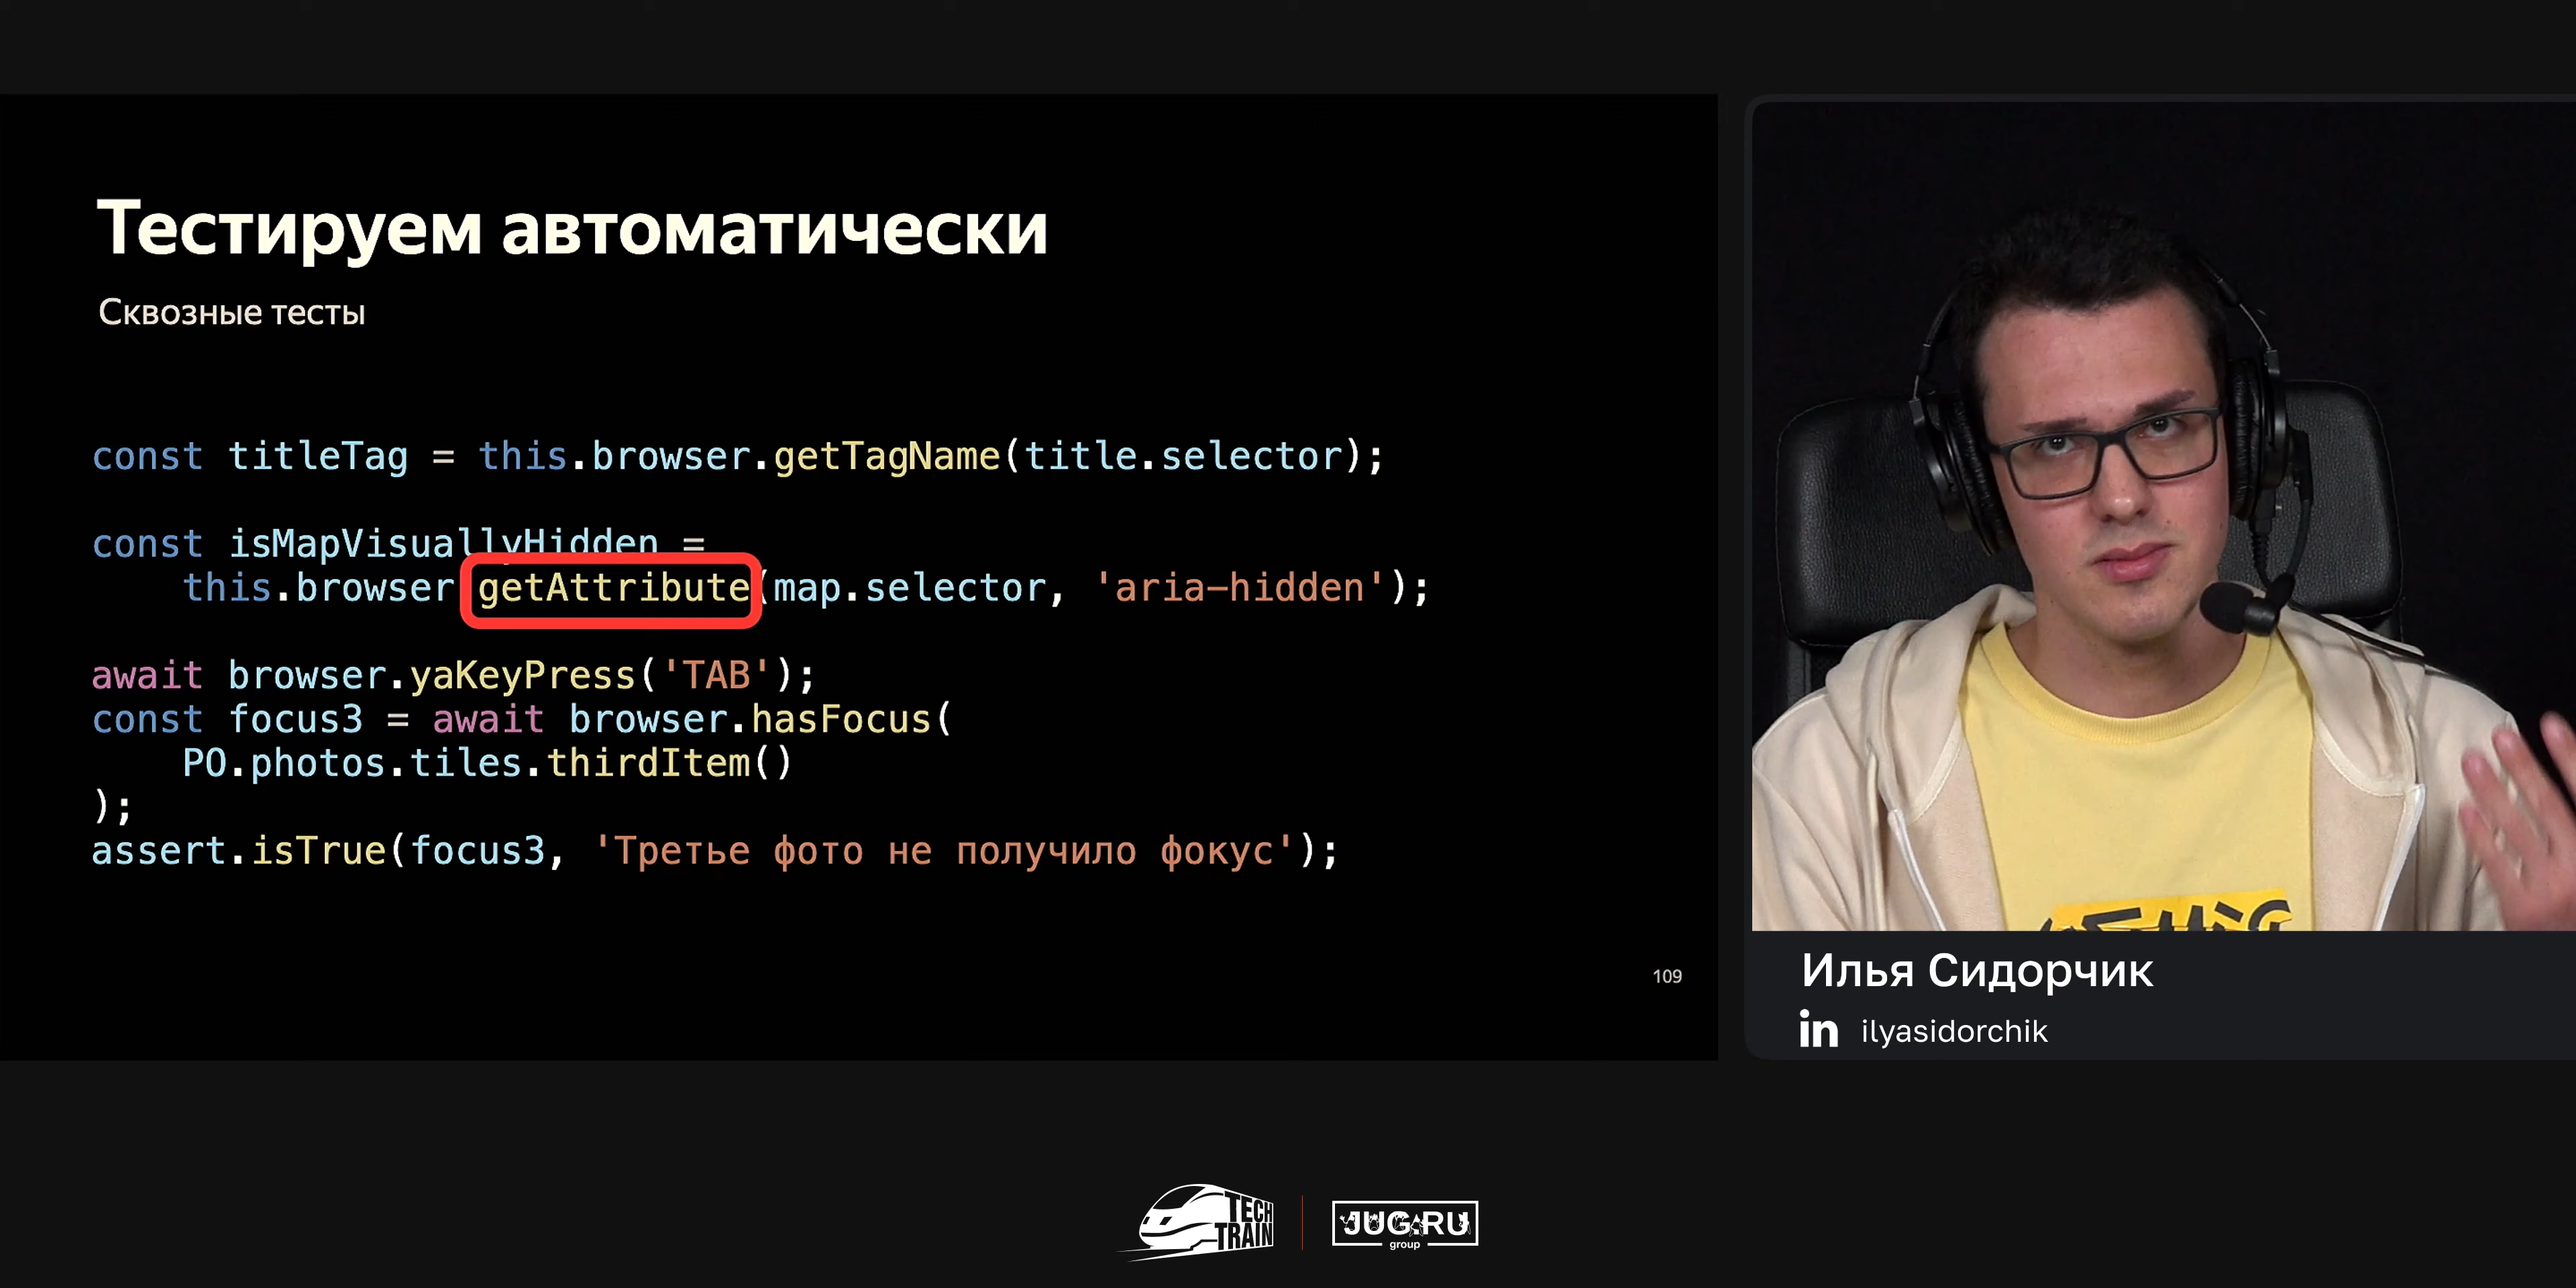 Тестируем автоматически
Сквозные тесты
const titleTag = this.browser.getTagName(title.selector);
const isMapVisuallyHidden =
this.browser.getAttribute(map.selector, 'aria-hidden');
await browser.yaKeyPress('TAB');
const focus3 = await browser.hasFocus(
PO.photos.tiles.thirdItem()
);
assert.isTrue(focus3, 'Третье фото не получило фокус');
109
Илья Сидорчик
in ilyasidorchik
TECH
TRAIN
JUG.RU
group